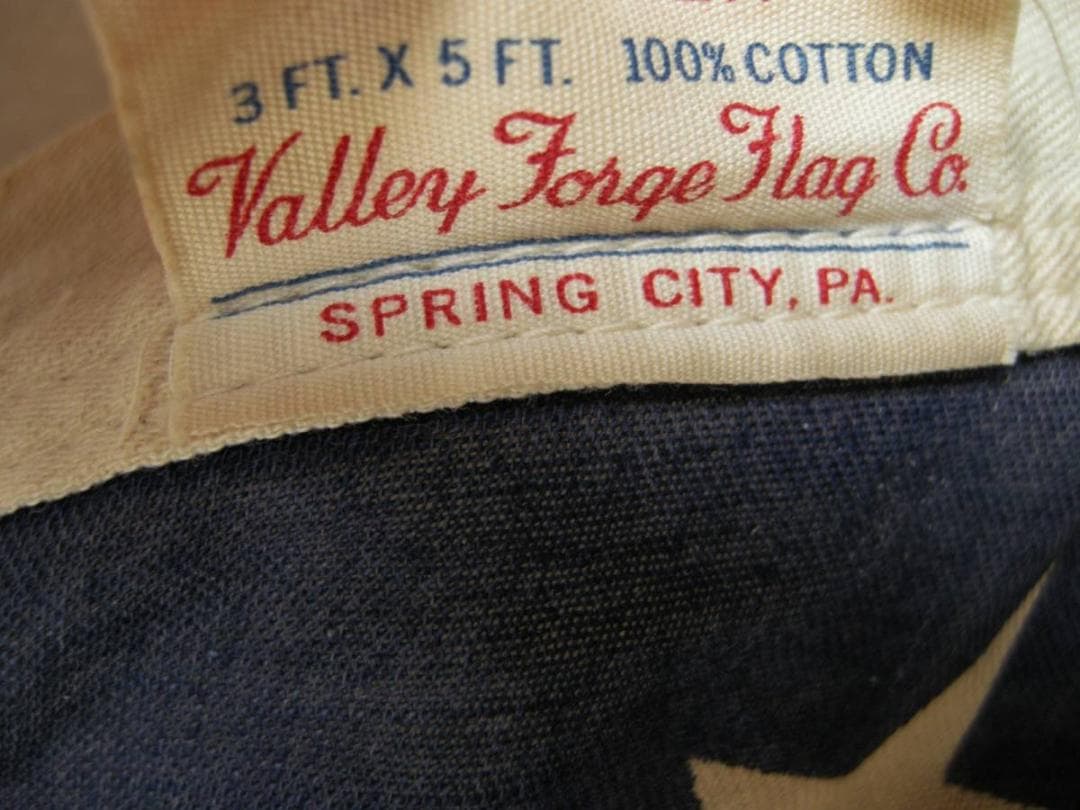 3 FT. X 5 FT. 100% COTTON
Valley Forge Flag Co.
SPRING CITY, PA.